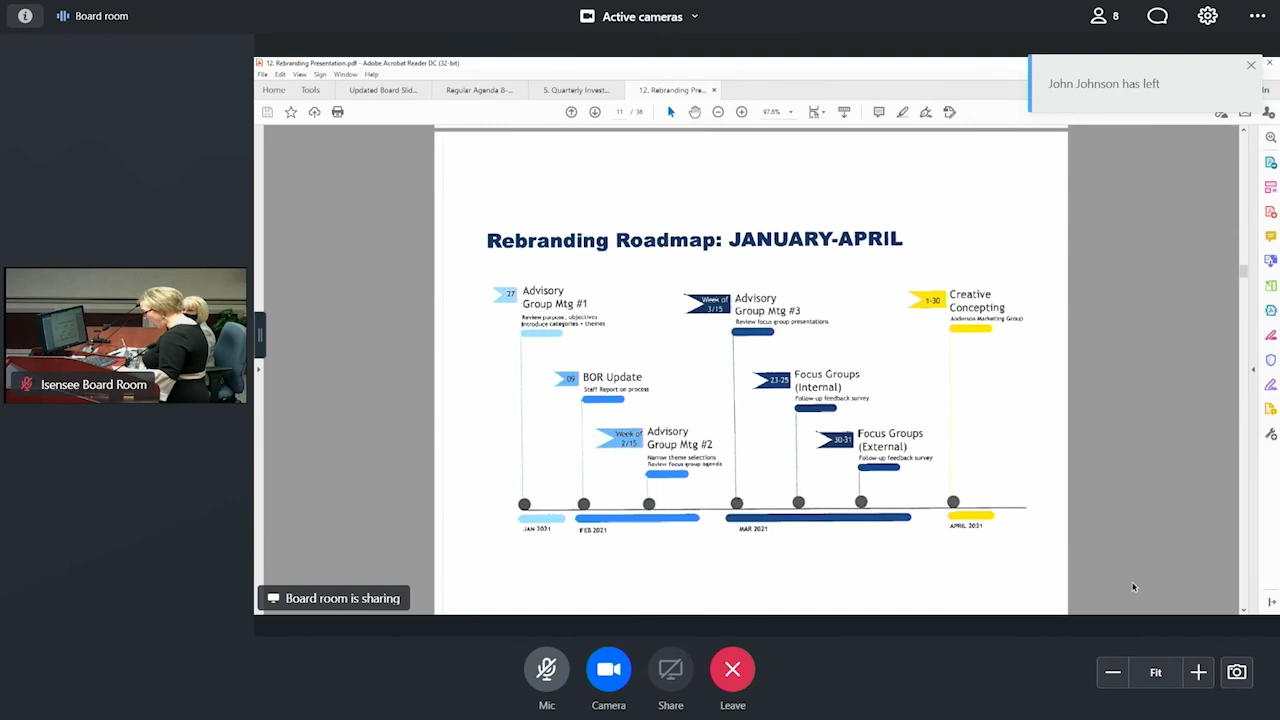 Board room
Active cameras
8
12. Rebranding Presentation.pdf - Adobe Acrobat Reader DC (32-bit)
File Edit View Sign Window Help
Home Tools Updated Board Slid... Regular Agenda 8-... 5. Quarterly Invest... 12. Rebranding Pre... ×
11 / 36 97.6%
John Johnson has left
Rebranding Roadmap: JANUARY-APRIL
27
Advisory
Group Mtg #1
Review purpose, objectives
Introduce categories + themes
09
BOR Update
Staff Report on process
Week of
2/15
Advisory
Group Mtg #2
Narrow theme selections
Review focus group agenda
Week of
3/15
Advisory
Group Mtg #3
Review focus group presentations
23-25
Focus Groups
(Internal)
Follow-up feedback survey
30-31
Focus Groups
(External)
Follow-up feedback survey
1-30
Creative
Concepting
Anderson Marketing Group
JAN 2021
FEB 2021
MAR 2021
APRIL 2021
Isensee Board Room
Board room is sharing
Mic
Camera
Share
Leave
Fit